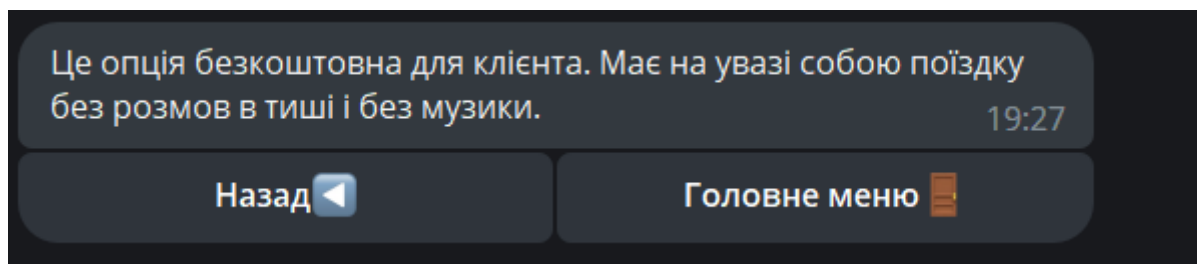 Це опція безкоштовна для клієнта. Має на увазі собою поїздку
без розмов в тиші і без музики.
19:27
Назад◀️
Головне меню🚪